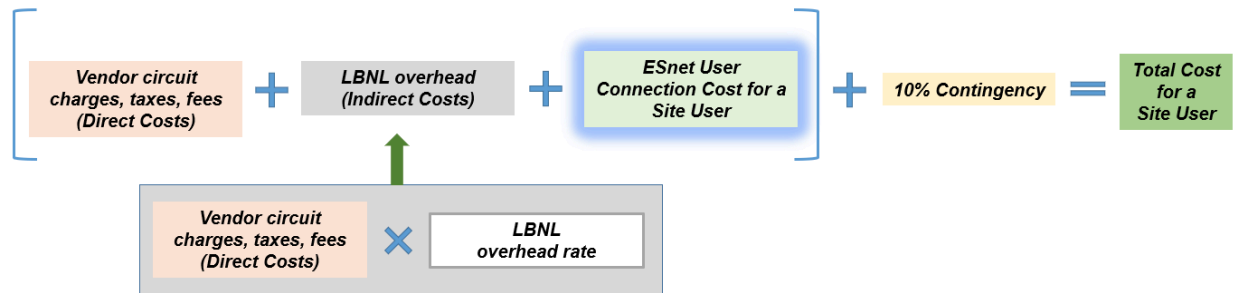 Vendor circuit
charges, taxes, fees
(Direct Costs)
+
LBNL overhead
(Indirect Costs)
+
ESnet User
Connection Cost for a
Site User
+
10% Contingency
=
Total Cost
for a
Site User
Vendor circuit
charges, taxes, fees
(Direct Costs)
×
LBNL
overhead rate